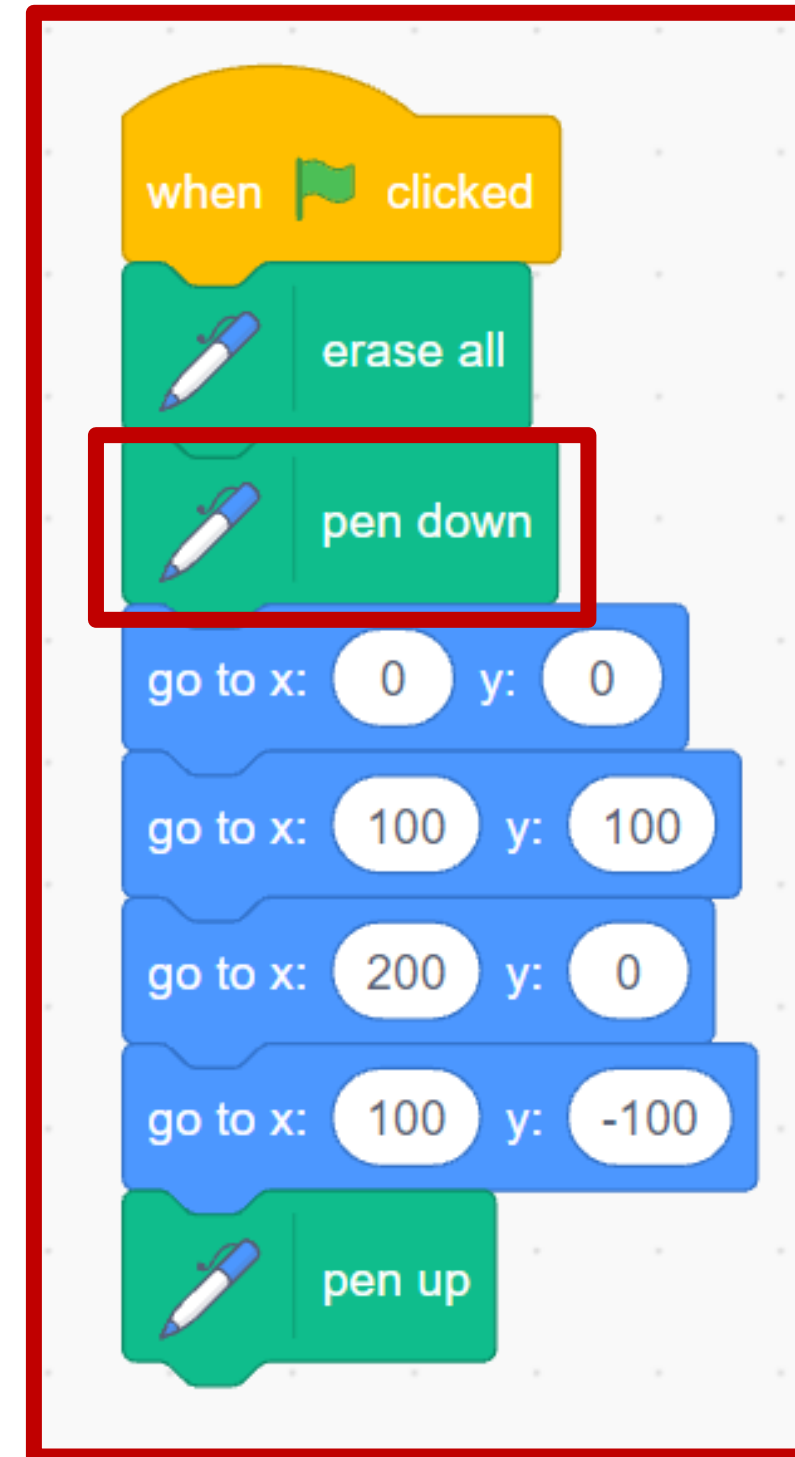 when clicked
erase all
pen down
go to x: 0 y: 0
go to x: 100 y: 100
go to x: 200 y: 0
go to x: 100 y: -100
pen up